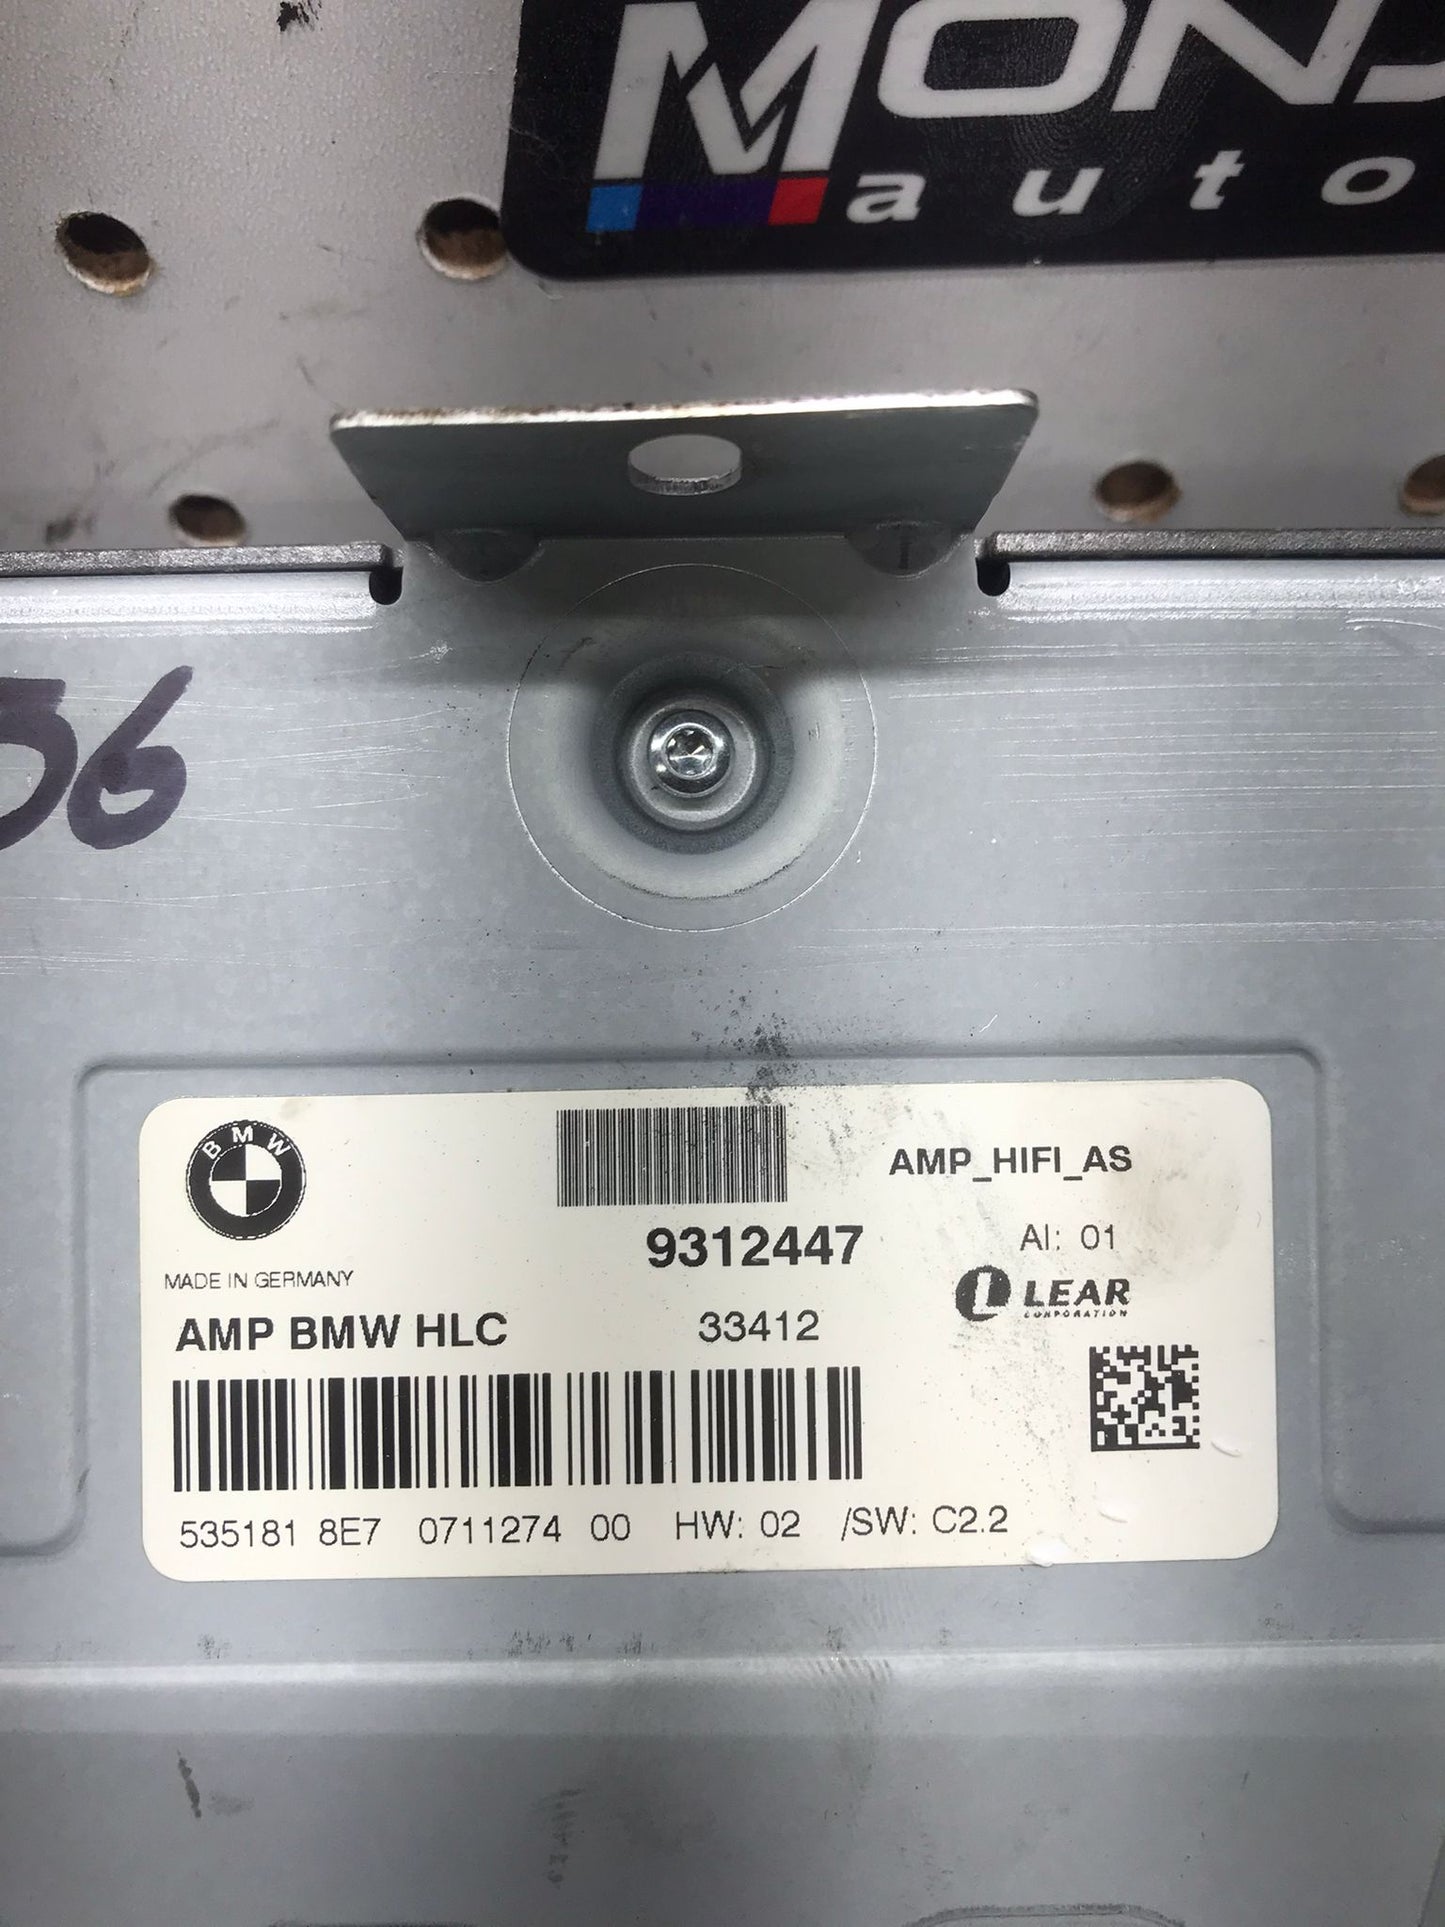 MON
auto
36
BMW
AMP_HIFI_AS
9312447
AI: 01
MADE IN GERMANY
LEAR
CORPORATION
AMP BMW HLC
33412
535181 8E7 0711274 00 HW: 02 /SW: C2.2